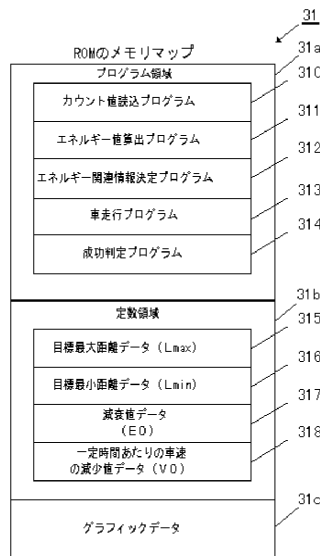 31
ROMのメモリマップ
31a
プログラム領域
310
カウント値読込プログラム
311
エネルギー値算出プログラム
312
エネルギー関連情報決定プログラム
313
車走行プログラム
314
成功判定プログラム
31b
定数領域
315
目標最大距離データ(Lmax)
316
目標最小距離データ(Lmin)
317
減衰値データ
(E0)
318
一定時間あたりの車速
の減少値データ(V0)
31c
グラフィックデータ